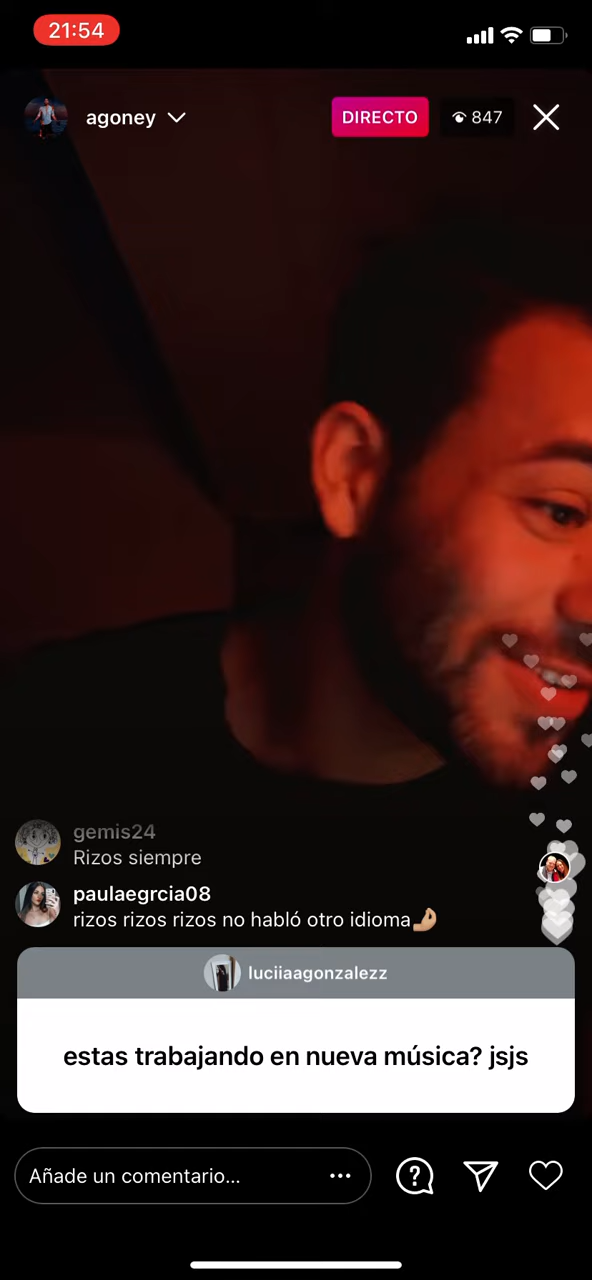 21:54
agoney
DIRECTO
847
gemis24
Rizos siempre
paulaegrcia08
rizos rizos rizos no habló otro idioma🤌🏼
luciiaagonzalezz
estas trabajando en nueva música? jsjs
Añade un comentario...